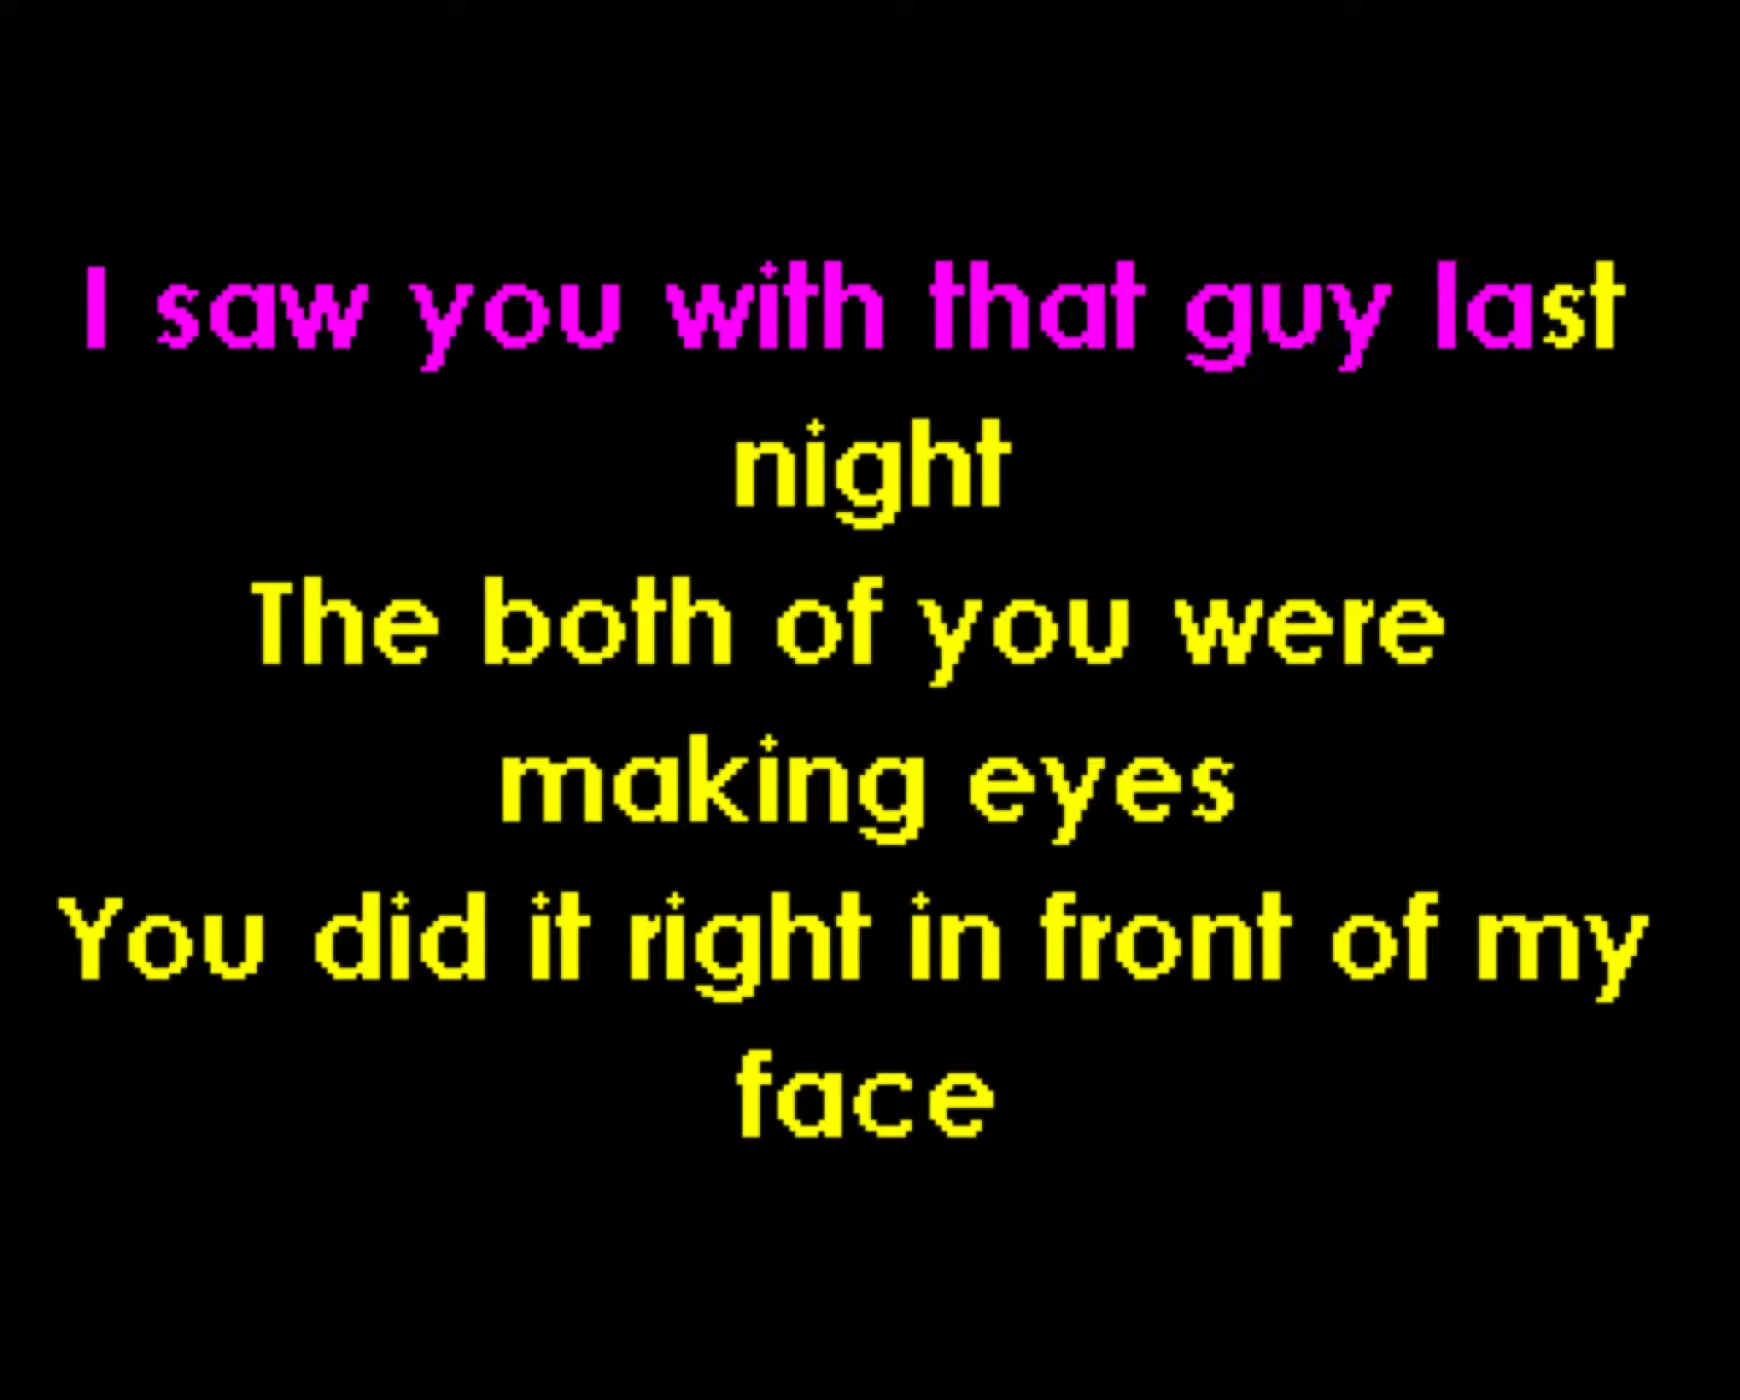 I saw you with that guy last
night
The both of you were
making eyes
You did it right in front of my
face